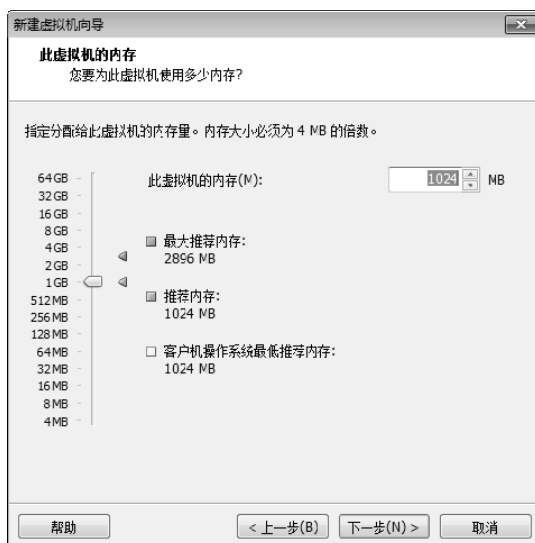 新建虚拟机向导
此虚拟机的内存
您要为此虚拟机使用多少内存?
指定分配给此虚拟机的内存量。内存大小必须为 4 MB 的倍数。
64GB
32GB
16GB
8GB
4GB
2GB
1GB
512MB
256MB
128MB
64MB
32MB
16MB
8MB
4MB
此虚拟机的内存(M):
1024 MB
最大推荐内存:
2896 MB
推荐内存:
1024 MB
客户机操作系统最低推荐内存:
1024 MB
帮助
< 上一步(B)
下一步(N) >
取消